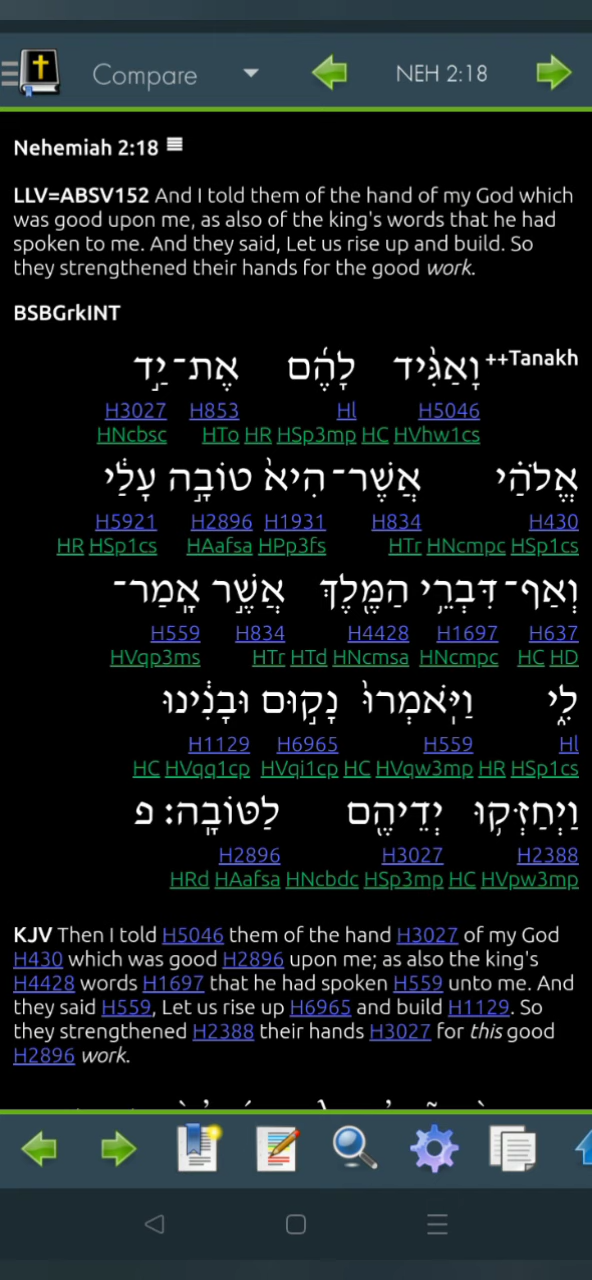 Compare
NEH 2:18
Nehemiah 2:18
LLV=ABSV152 And I told them of the hand of my God which
was good upon me, as also of the king's words that he had
spoken to me. And they said, Let us rise up and build. So
they strengthened their hands for the good work.
BSBGrkINT
++Tanakh וָאַגִּ֨יד לָהֶ֜ם אֶת־יַ֣ד
H3027 H853 Hl H5046
HNcbsc HTo HR HSp3mp HC HVhw1cs
אֱלֹהַ֗י אֲשֶׁר־הִיא֙ טוֹבָ֣ה עָלַ֔י
H5921 H2896 H1931 H834 H430
HR HSp1cs HAafsa HPp3fs HTr HNcmpc HSp1cs
וְאַף־דִּבְרֵ֥י הַמֶּ֖לֶךְ אֲשֶׁ֣ר אָֽמַר־
H559 H834 H4428 H1697 H637
HVqp3ms HTr HTd HNcmsa HNcmpc HC HD
לִ֑י וַיֹּֽאמְרוּ֙ נָק֣וּם וּבָנִ֔ינוּ
H1129 H6965 H559 Hl
HC HVqq1cp HVqi1cp HC HVqw3mp HR HSp1cs
וַיְחַזְּק֥וּ יְדֵיהֶ֖ם לַטּוֹבָֽה׃ פ
H2896 H3027 H2388
HRd HAafsa HNcbdc HSp3mp HC HVpw3mp
KJV Then I told H5046 them of the hand H3027 of my God
H430 which was good H2896 upon me; as also the king's
H4428 words H1697 that he had spoken H559 unto me. And
they said H559, Let us rise up H6965 and build H1129. So
they strengthened H2388 their hands H3027 for this good
H2896 work.